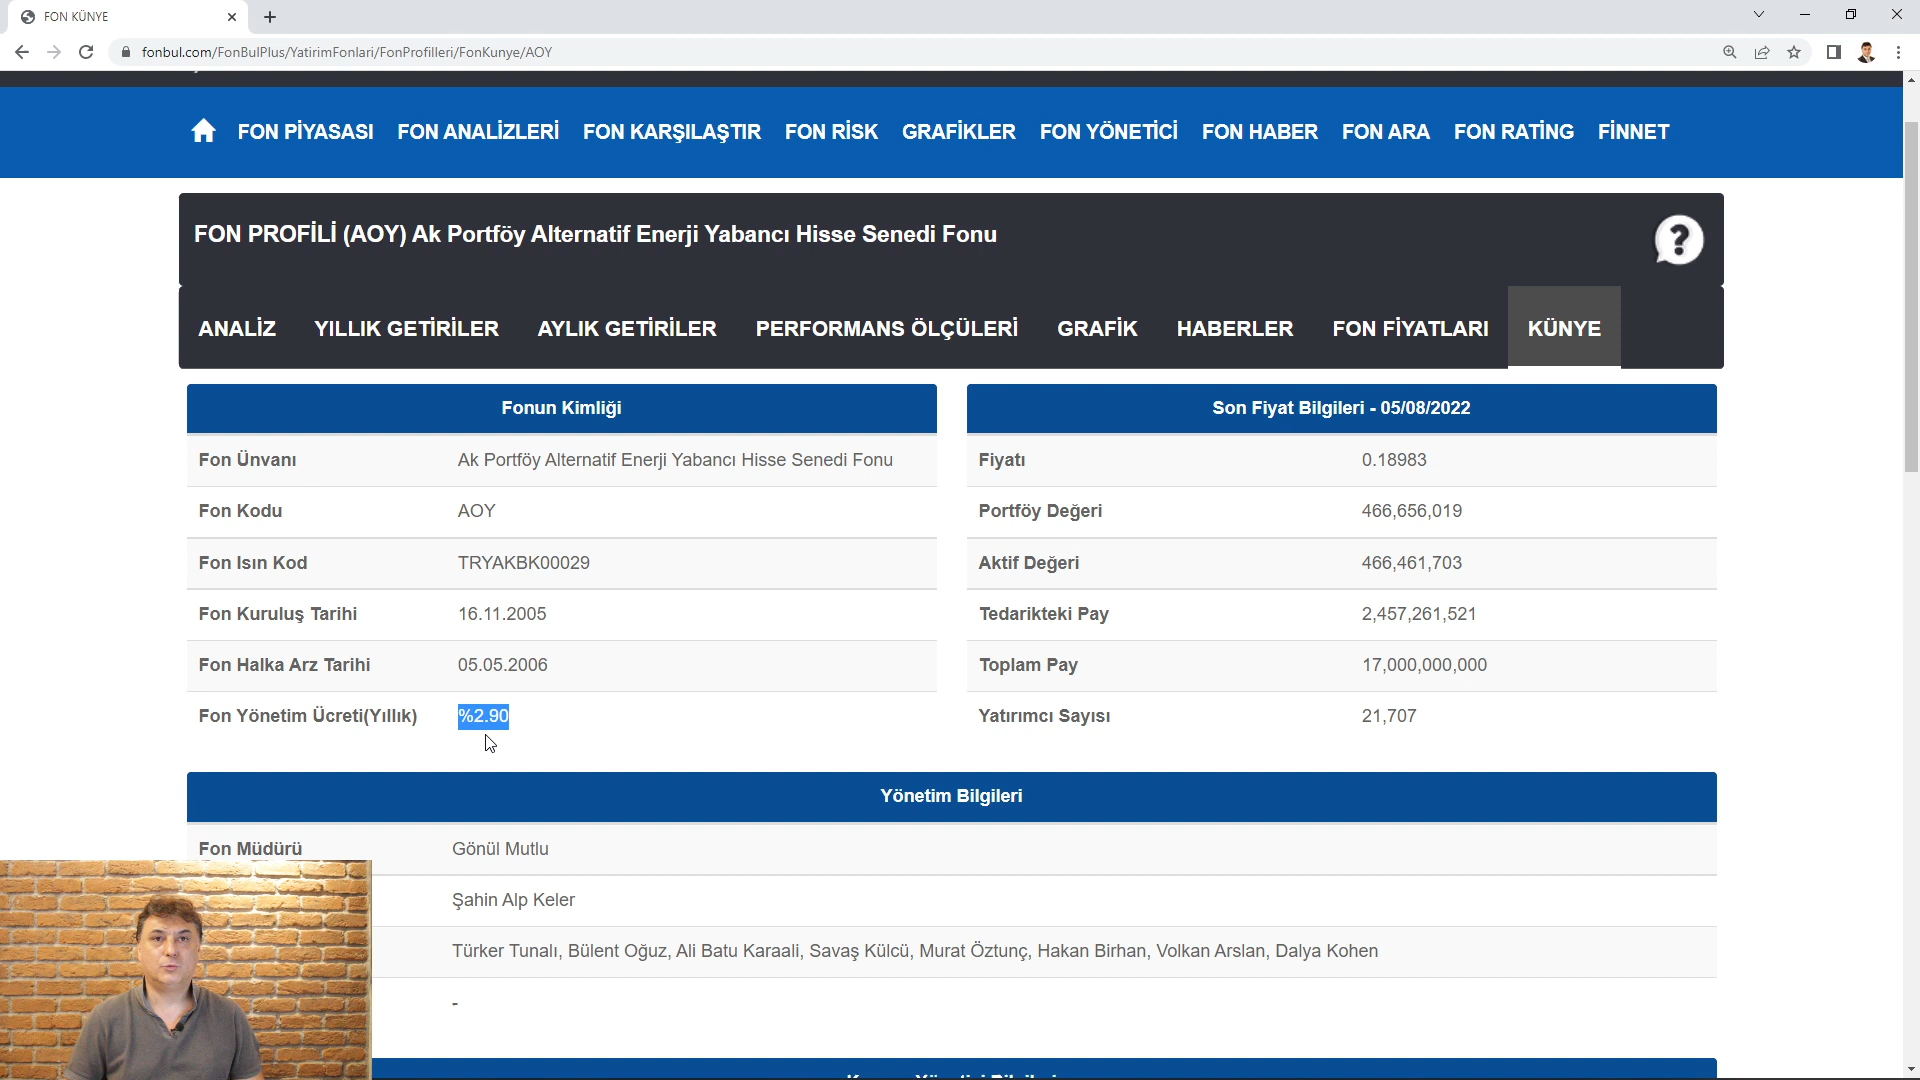 FON KÜNYE
fonbul.com/FonBulPlus/YatirimFonlari/FonProfilleri/FonKunye/AOY
FON PİYASASI FON ANALİZLERİ FON KARŞILAŞTIR FON RİSK GRAFİKLER FON YÖNETİCİ FON HABER FON ARA FON RATİNG FİNNET
FON PROFİLİ (AOY) Ak Portföy Alternatif Enerji Yabancı Hisse Senedi Fonu
ANALİZ YILLIK GETİRİLER AYLIK GETİRİLER PERFORMANS ÖLÇÜLERİ GRAFİK HABERLER FON FİYATLARI KÜNYE
Fonun Kimliği
Fon Ünvanı Ak Portföy Alternatif Enerji Yabancı Hisse Senedi Fonu
Fon Kodu AOY
Fon Isın Kod TRYAKBK00029
Fon Kuruluş Tarihi 16.11.2005
Fon Halka Arz Tarihi 05.05.2006
Fon Yönetim Ücreti(Yıllık) %2.90
Son Fiyat Bilgileri - 05/08/2022
Fiyatı 0.18983
Portföy Değeri 466,656,019
Aktif Değeri 466,461,703
Tedarikteki Pay 2,457,261,521
Toplam Pay 17,000,000,000
Yatırımcı Sayısı 21,707
Yönetim Bilgileri
Fon Müdürü Gönül Mutlu
Şahin Alp Keler
Türker Tunalı, Bülent Oğuz, Ali Batu Karaali, Savaş Külcü, Murat Öztunç, Hakan Birhan, Volkan Arslan, Dalya Kohen
-